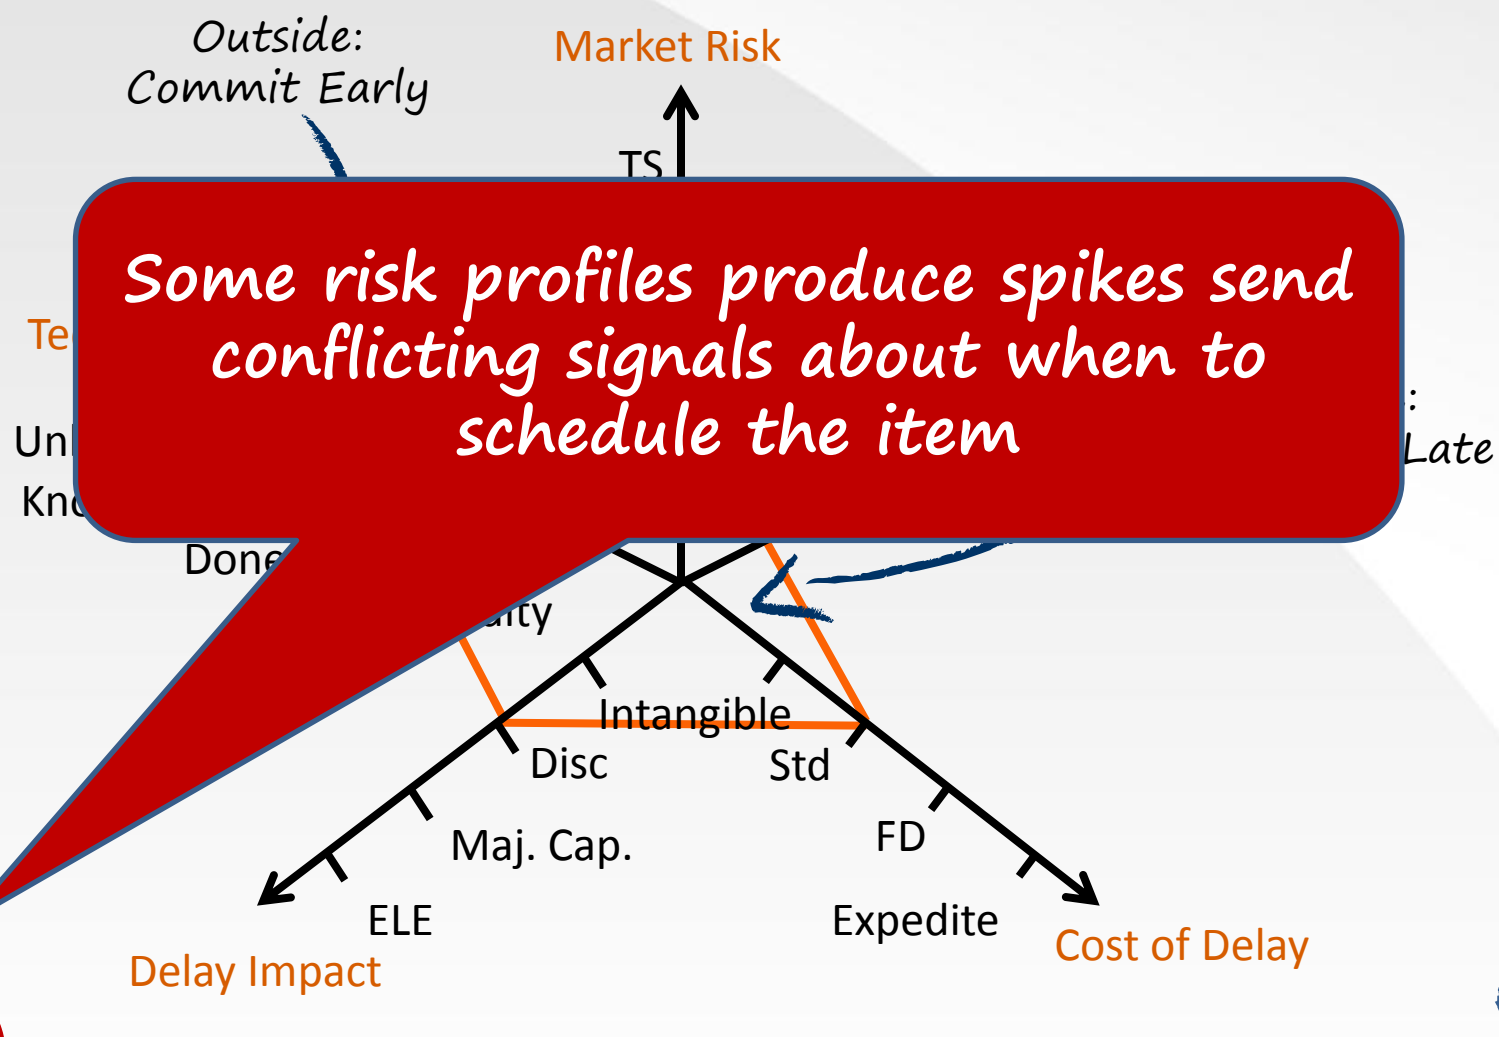 Outside:
Commit Early
Market Risk
TS
Some risk profiles produce spikes send
conflicting signals about when to
schedule the item
Late
Done
Intangible
Disc
Std
Maj. Cap.
FD
ELE
Expedite
Delay Impact
Cost of Delay